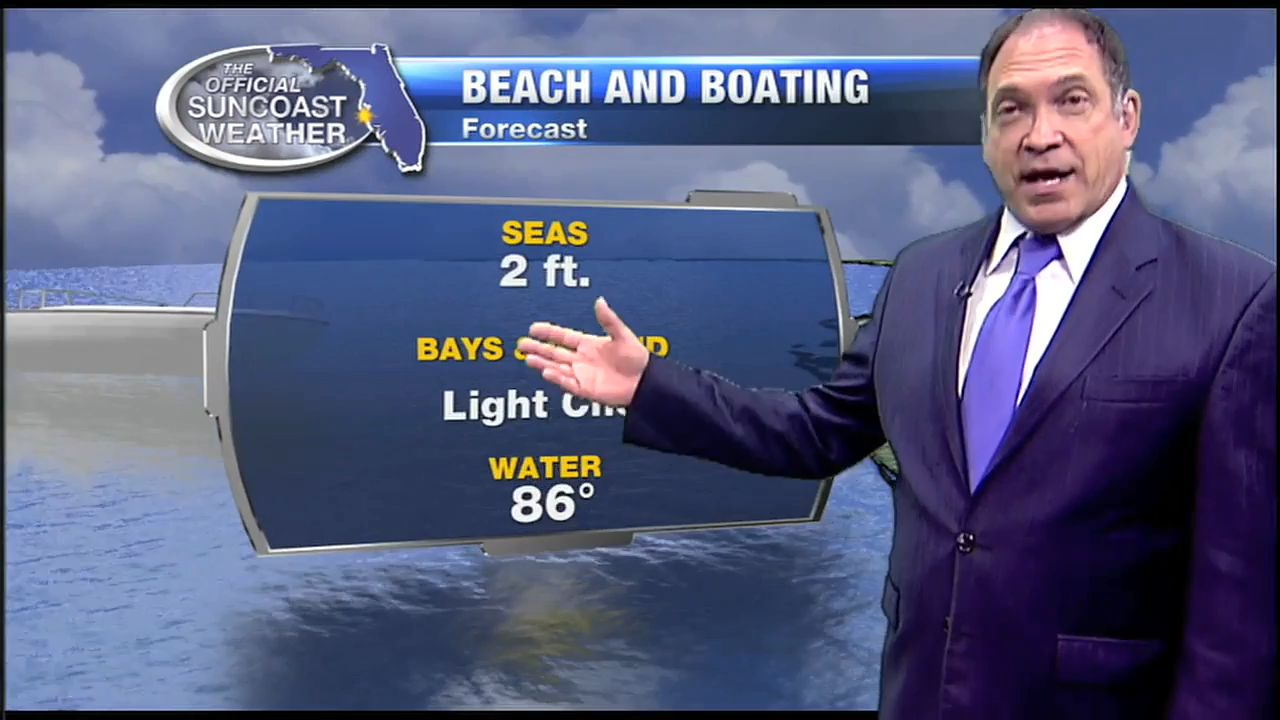 THE
OFFICIAL
SUNCOAST
WEATHER
BEACH AND BOATING
Forecast
SEAS
2 ft.
BAYS
Light
WATER
86°